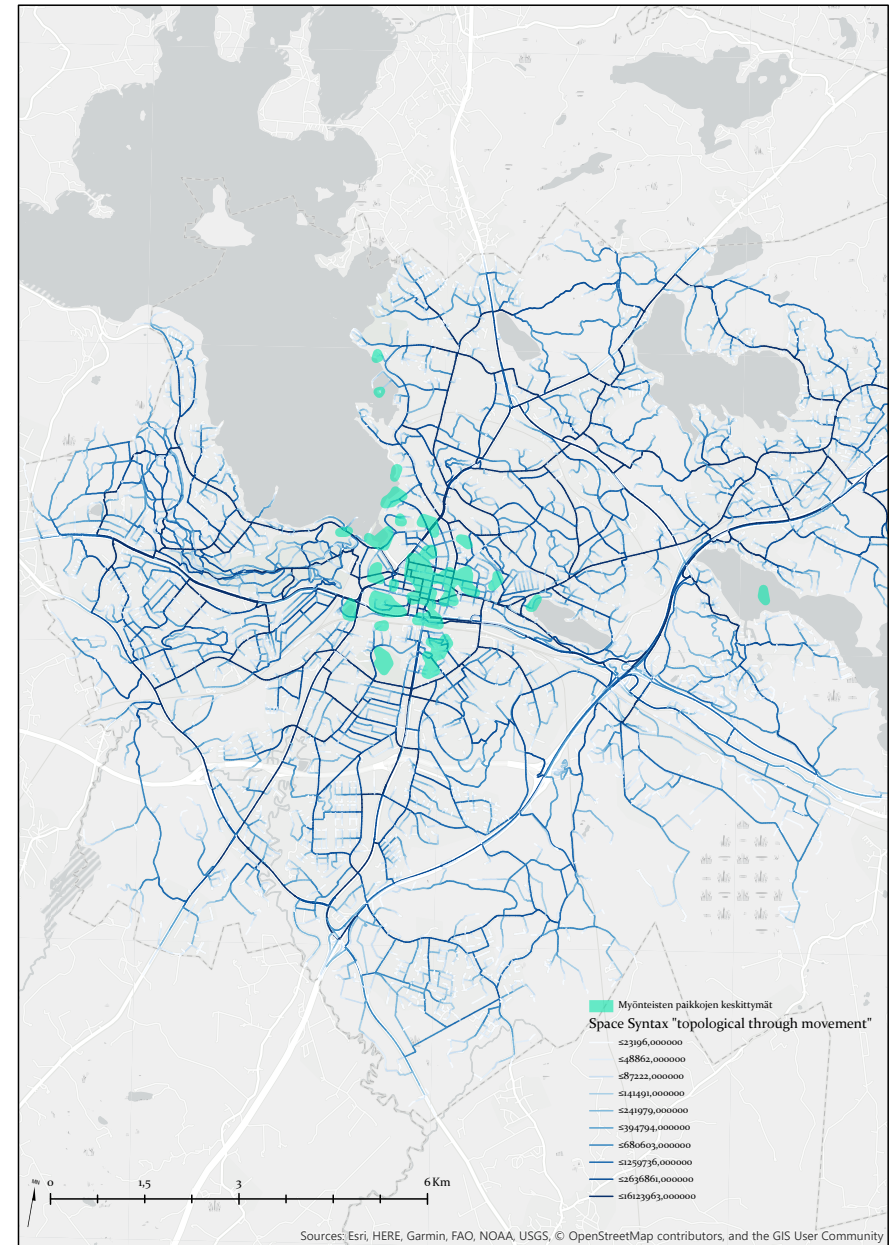 Myönteisten paikkojen keskittymät
Space Syntax "topological through movement"
≤23196,000000
≤48862,000000
≤87222,000000
≤141491,000000
≤241979,000000
≤394794,000000
≤680603,000000
≤1259736,000000
≤2636861,000000
≤16123963,000000
0 1,5 3 6 Km
Sources: Esri, HERE, Garmin, FAO, NOAA, USGS, © OpenStreetMap contributors, and the GIS User Community